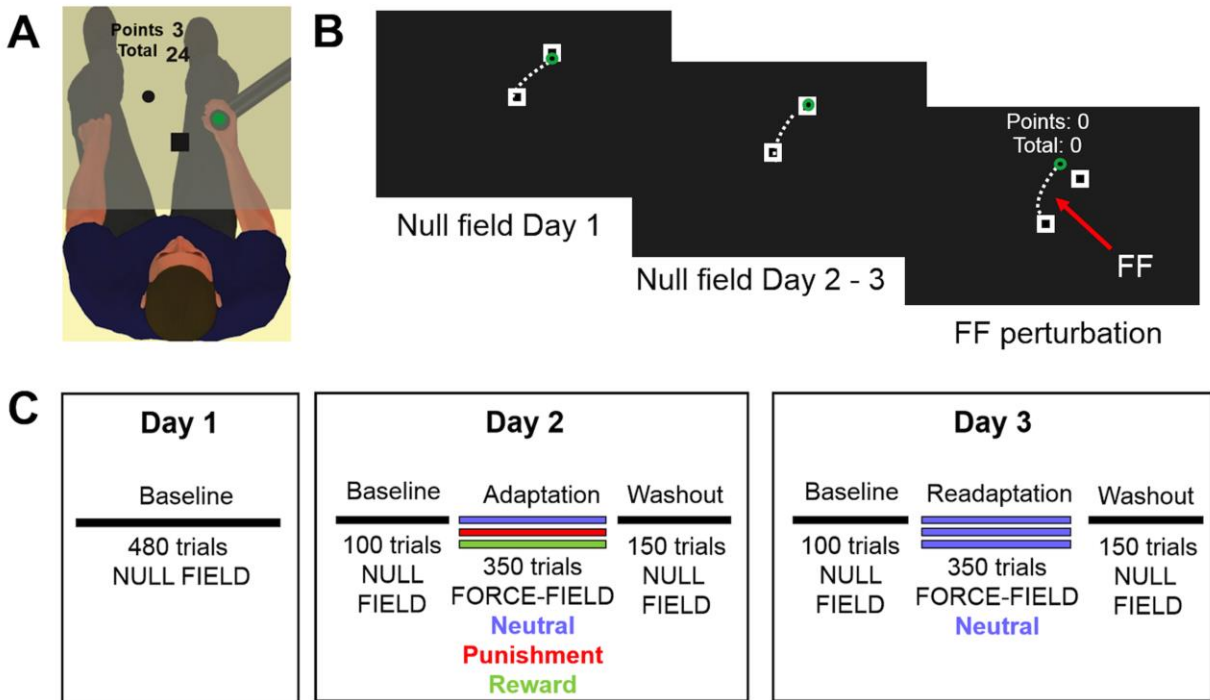 A
Points 3
Total 24
B
Null field Day 1
Null field Day 2 - 3
Points: 0
Total: 0
FF
FF perturbation
C
Day 1
Baseline
480 trials
NULL FIELD
Day 2
Baseline
100 trials
NULL
FIELD
Adaptation
350 trials
FORCE-FIELD
Neutral
Punishment
Reward
Washout
150 trials
NULL
FIELD
Day 3
Baseline
100 trials
NULL
FIELD
Readaptation
350 trials
FORCE-FIELD
Neutral
Washout
150 trials
NULL
FIELD